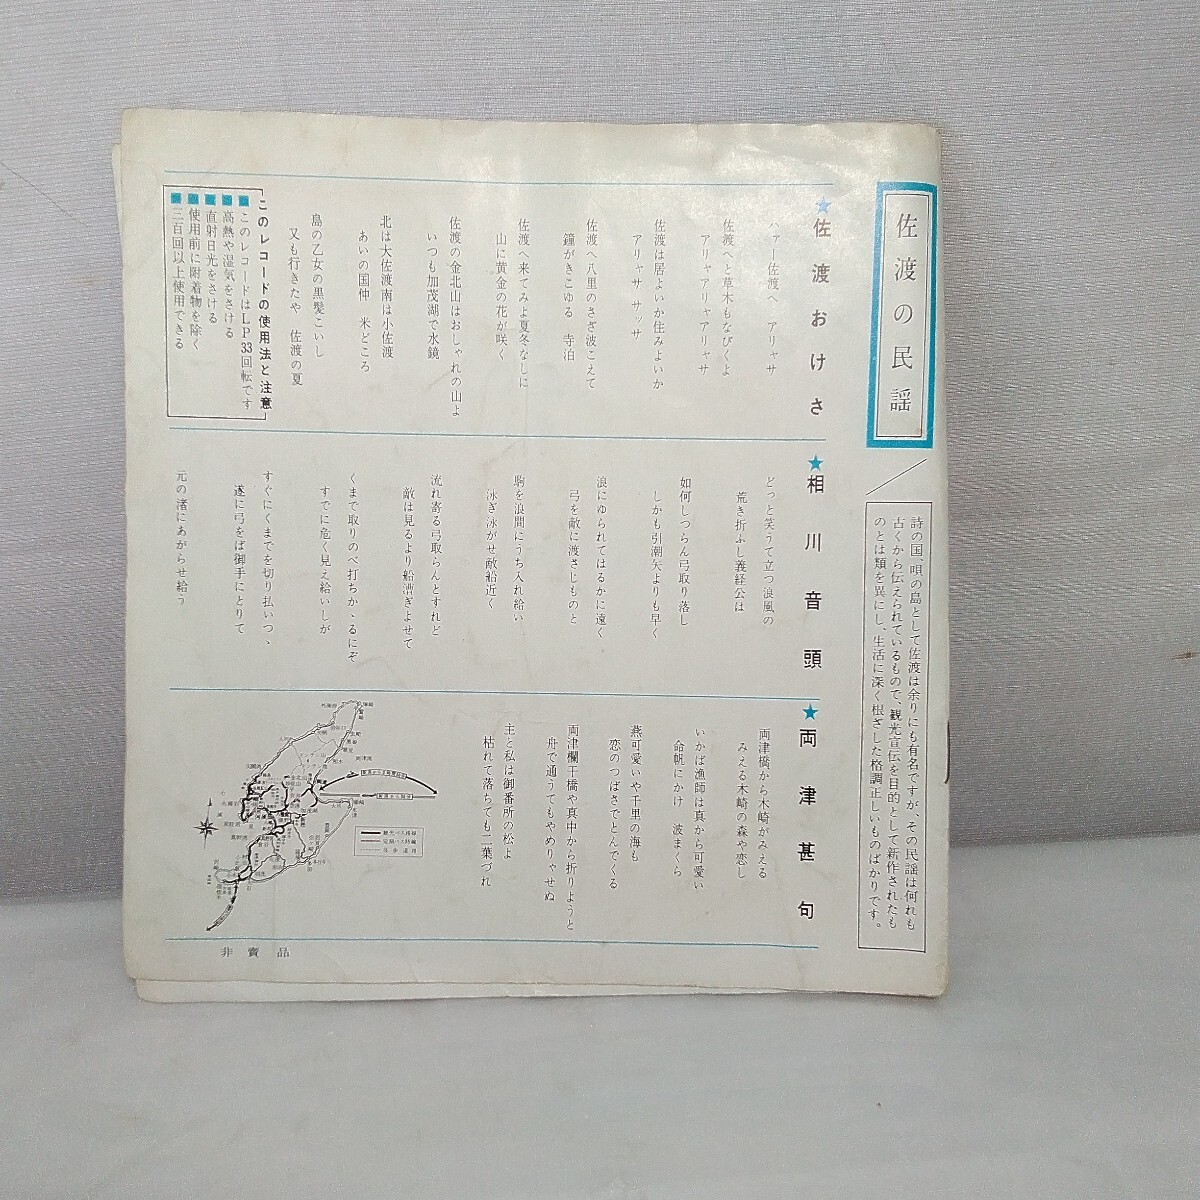 佐渡の民謡
詩の国、唄の島として佐渡は余りにも有名ですが、その民謡は何れも
古くから伝えられているもので、観光宣伝を目的として新作されたも
のとは類を異にし、生活に深く根ざした格調正しいものばかりです。
★佐渡おけさ
ハァー佐渡へ アリャサ
佐渡へと草木もなびくよ
アリャアリャアリャサ
佐渡は居よいか住みよいか
アリャサ サッサ
佐渡へ八里のさざ波こえて
鐘がきこゆる 寺泊
佐渡へ来てみよ夏冬なしに
山に黄金の花が咲く
佐渡の金北山はおしゃれの山よ
いつも加茂湖で水鏡
北は大佐渡南は小佐渡
あいの国仲 米どころ
島の乙女の黒髪こいし
又も行きたや 佐渡の夏
このレコードの使用法と注意
■このレコードはLP33回転です
■高熱や湿気をさける
■直射日光をさける
■使用前に附着物を除く
■三百回以上使用できる
★相川音頭
どっと笑うて立つ浪風の
荒き折ふし義経公は
如何しつらん弓取り落し
しかも引潮矢よりも早く
浪にゆられてはるかに遠く
弓を敵に渡さじものと
駒を浪間にうち入れ給い
泳ぎ泳がせ敵船近く
流れ寄る弓取らんとすれど
敵は見るより船漕ぎよせて
くまで取りのべ打ちかゝるにぞ
すでに危く見え給いしが
すぐにくまでを切り払いつゝ
遂に弓をば御手にとりて
元の渚にあがらせ給う
★両津甚句
両津橋から木崎がみえる
みえる木崎の森や恋し
いかば漁師は真から可愛い
命帆にかけ 波まくら
燕可愛いや千里の海も
恋のつばさでとんでくる
両津欄干橋や真中から折りようと
舟で通うてもやめりゃせぬ
主と私は御番所の松よ
枯れて落ちても二葉づれ
観光バス路線
定期バス路線
非賣品